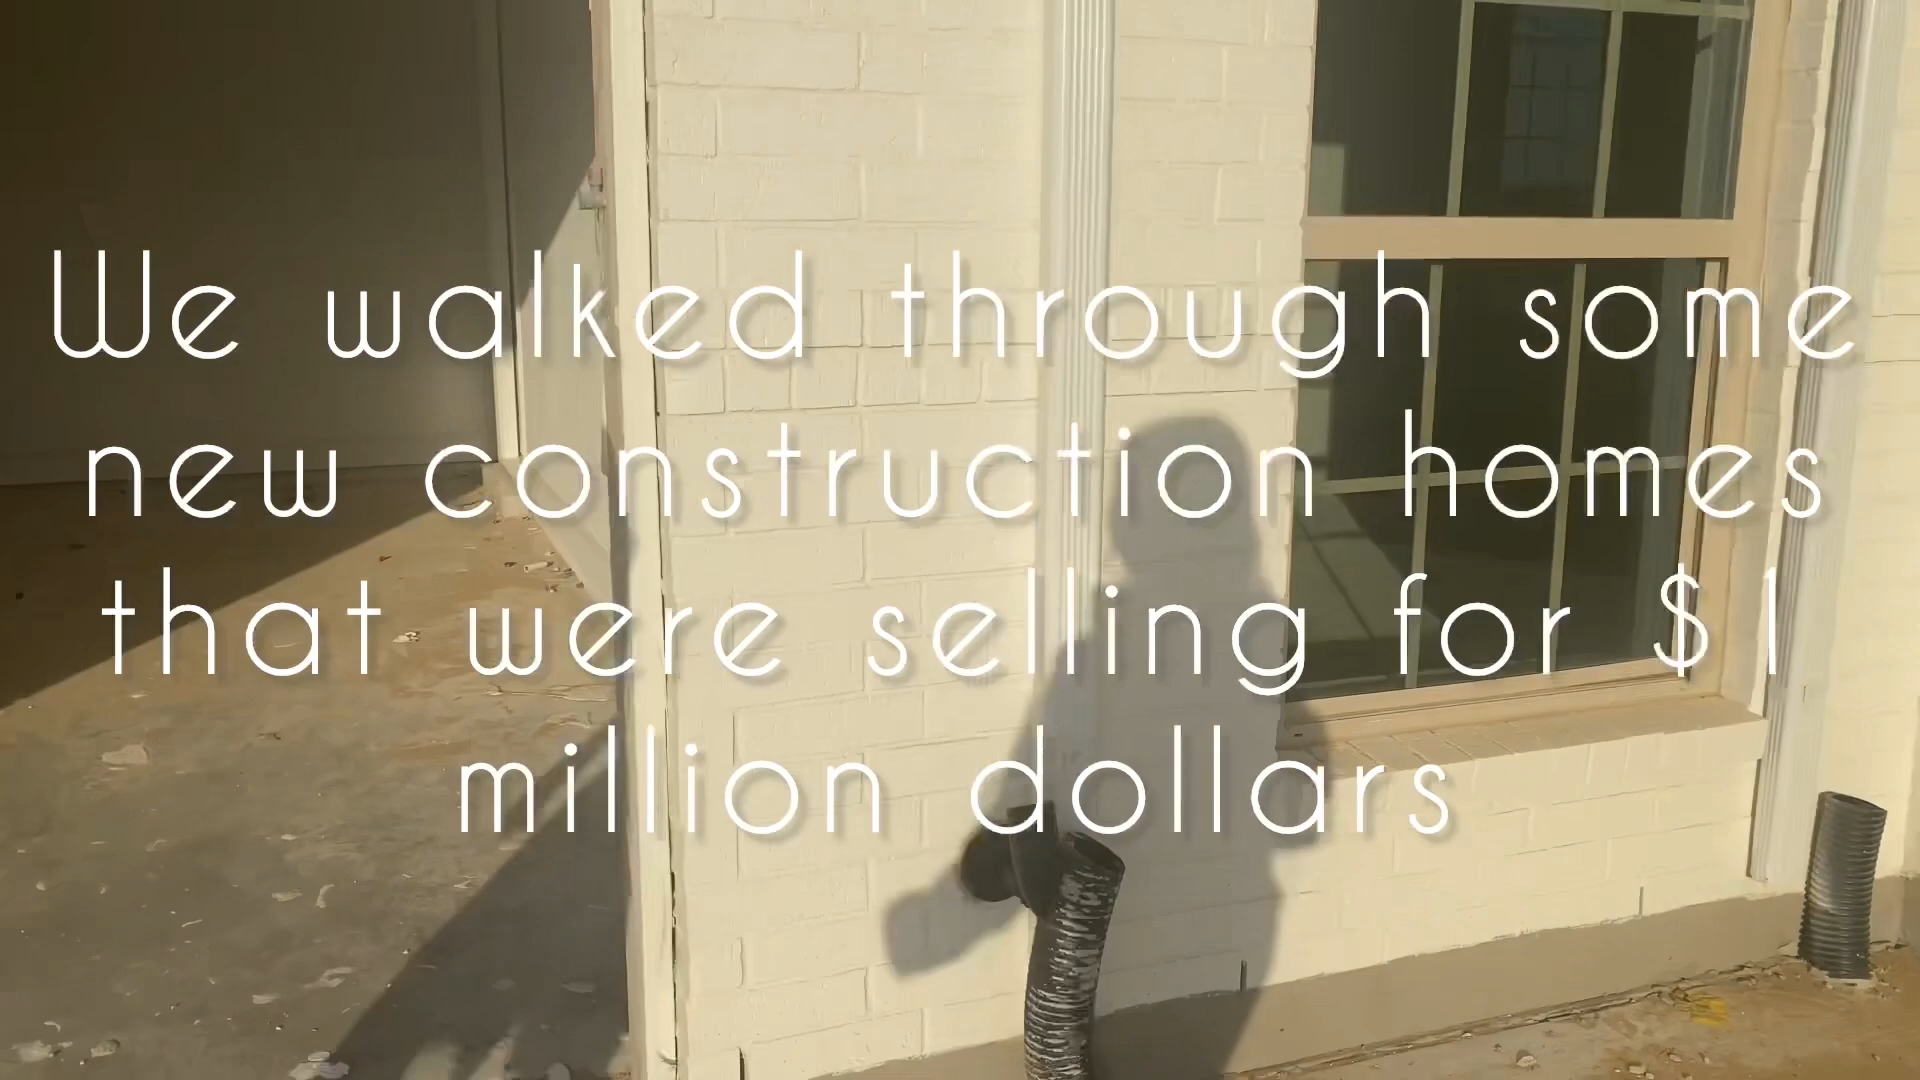 We walked through some
new construction homes
that were selling for $1
million dollars